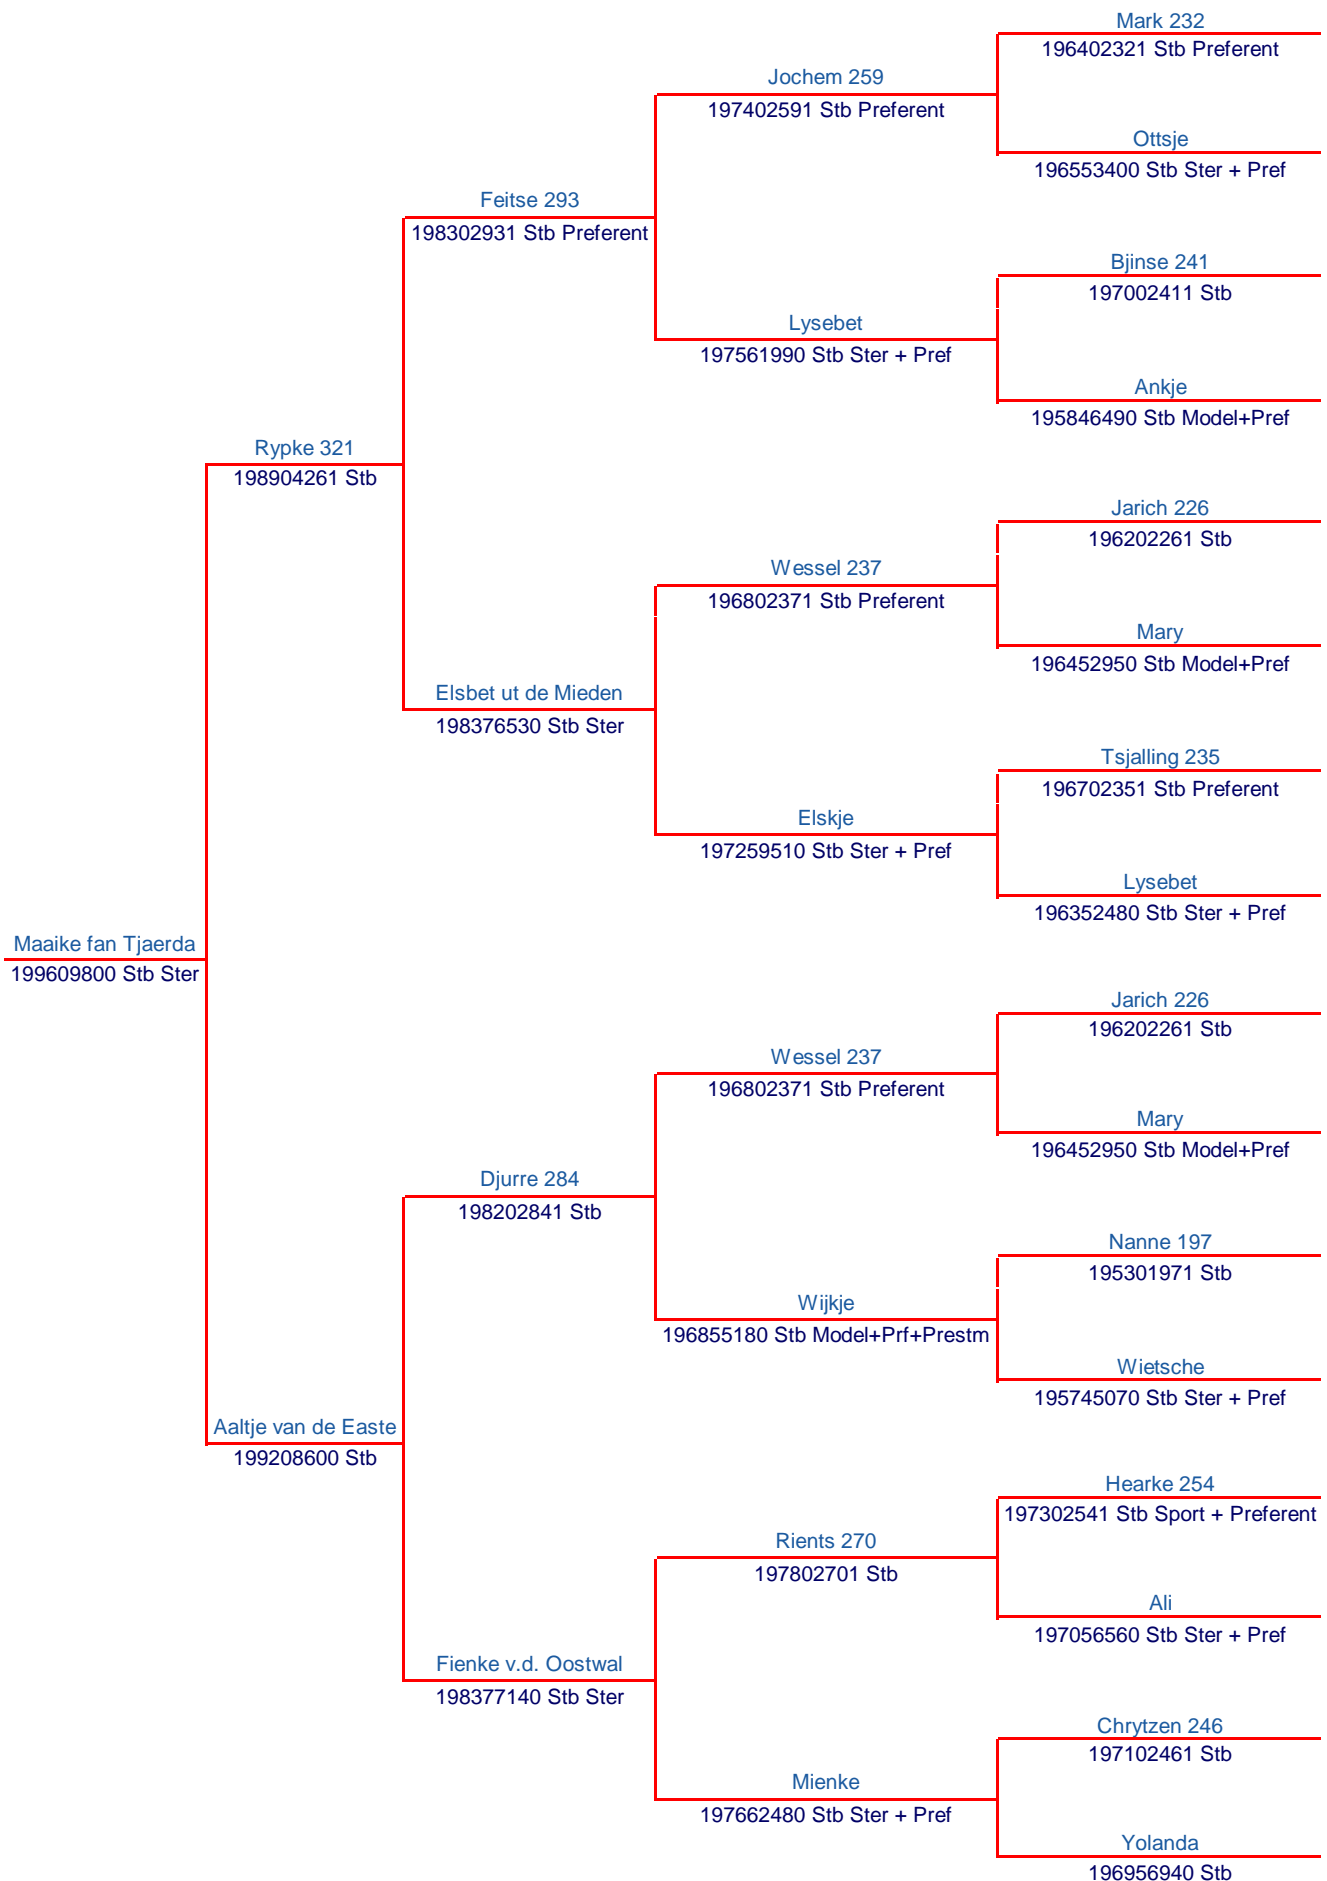 Mark 232
196402321 Stb Preferent
Jochem 259
197402591 Stb Preferent
Ottsje
196553400 Stb Ster + Pref
Feitse 293
198302931 Stb Preferent
Bjinse 241
197002411 Stb
Lysebet
197561990 Stb Ster + Pref
Ankje
195846490 Stb Model+Pref
Rypke 321
198904261 Stb
Jarich 226
196202261 Stb
Wessel 237
196802371 Stb Preferent
Mary
196452950 Stb Model+Pref
Elsbet ut de Mieden
198376530 Stb Ster
Tsjalling 235
196702351 Stb Preferent
Elskje
197259510 Stb Ster + Pref
Lysebet
196352480 Stb Ster + Pref
Maaike fan Tjaerda
199609800 Stb Ster
Jarich 226
196202261 Stb
Wessel 237
196802371 Stb Preferent
Mary
196452950 Stb Model+Pref
Djurre 284
198202841 Stb
Nanne 197
195301971 Stb
Wijkje
196855180 Stb Model+Prf+Prestm
Wietsche
195745070 Stb Ster + Pref
Aaltje van de Easte
199208600 Stb
Hearke 254
197302541 Stb Sport + Preferent
Rients 270
197802701 Stb
Ali
197056560 Stb Ster + Pref
Fienke v.d. Oostwal
198377140 Stb Ster
Chrytzen 246
197102461 Stb
Mienke
197662480 Stb Ster + Pref
Yolanda
196956940 Stb